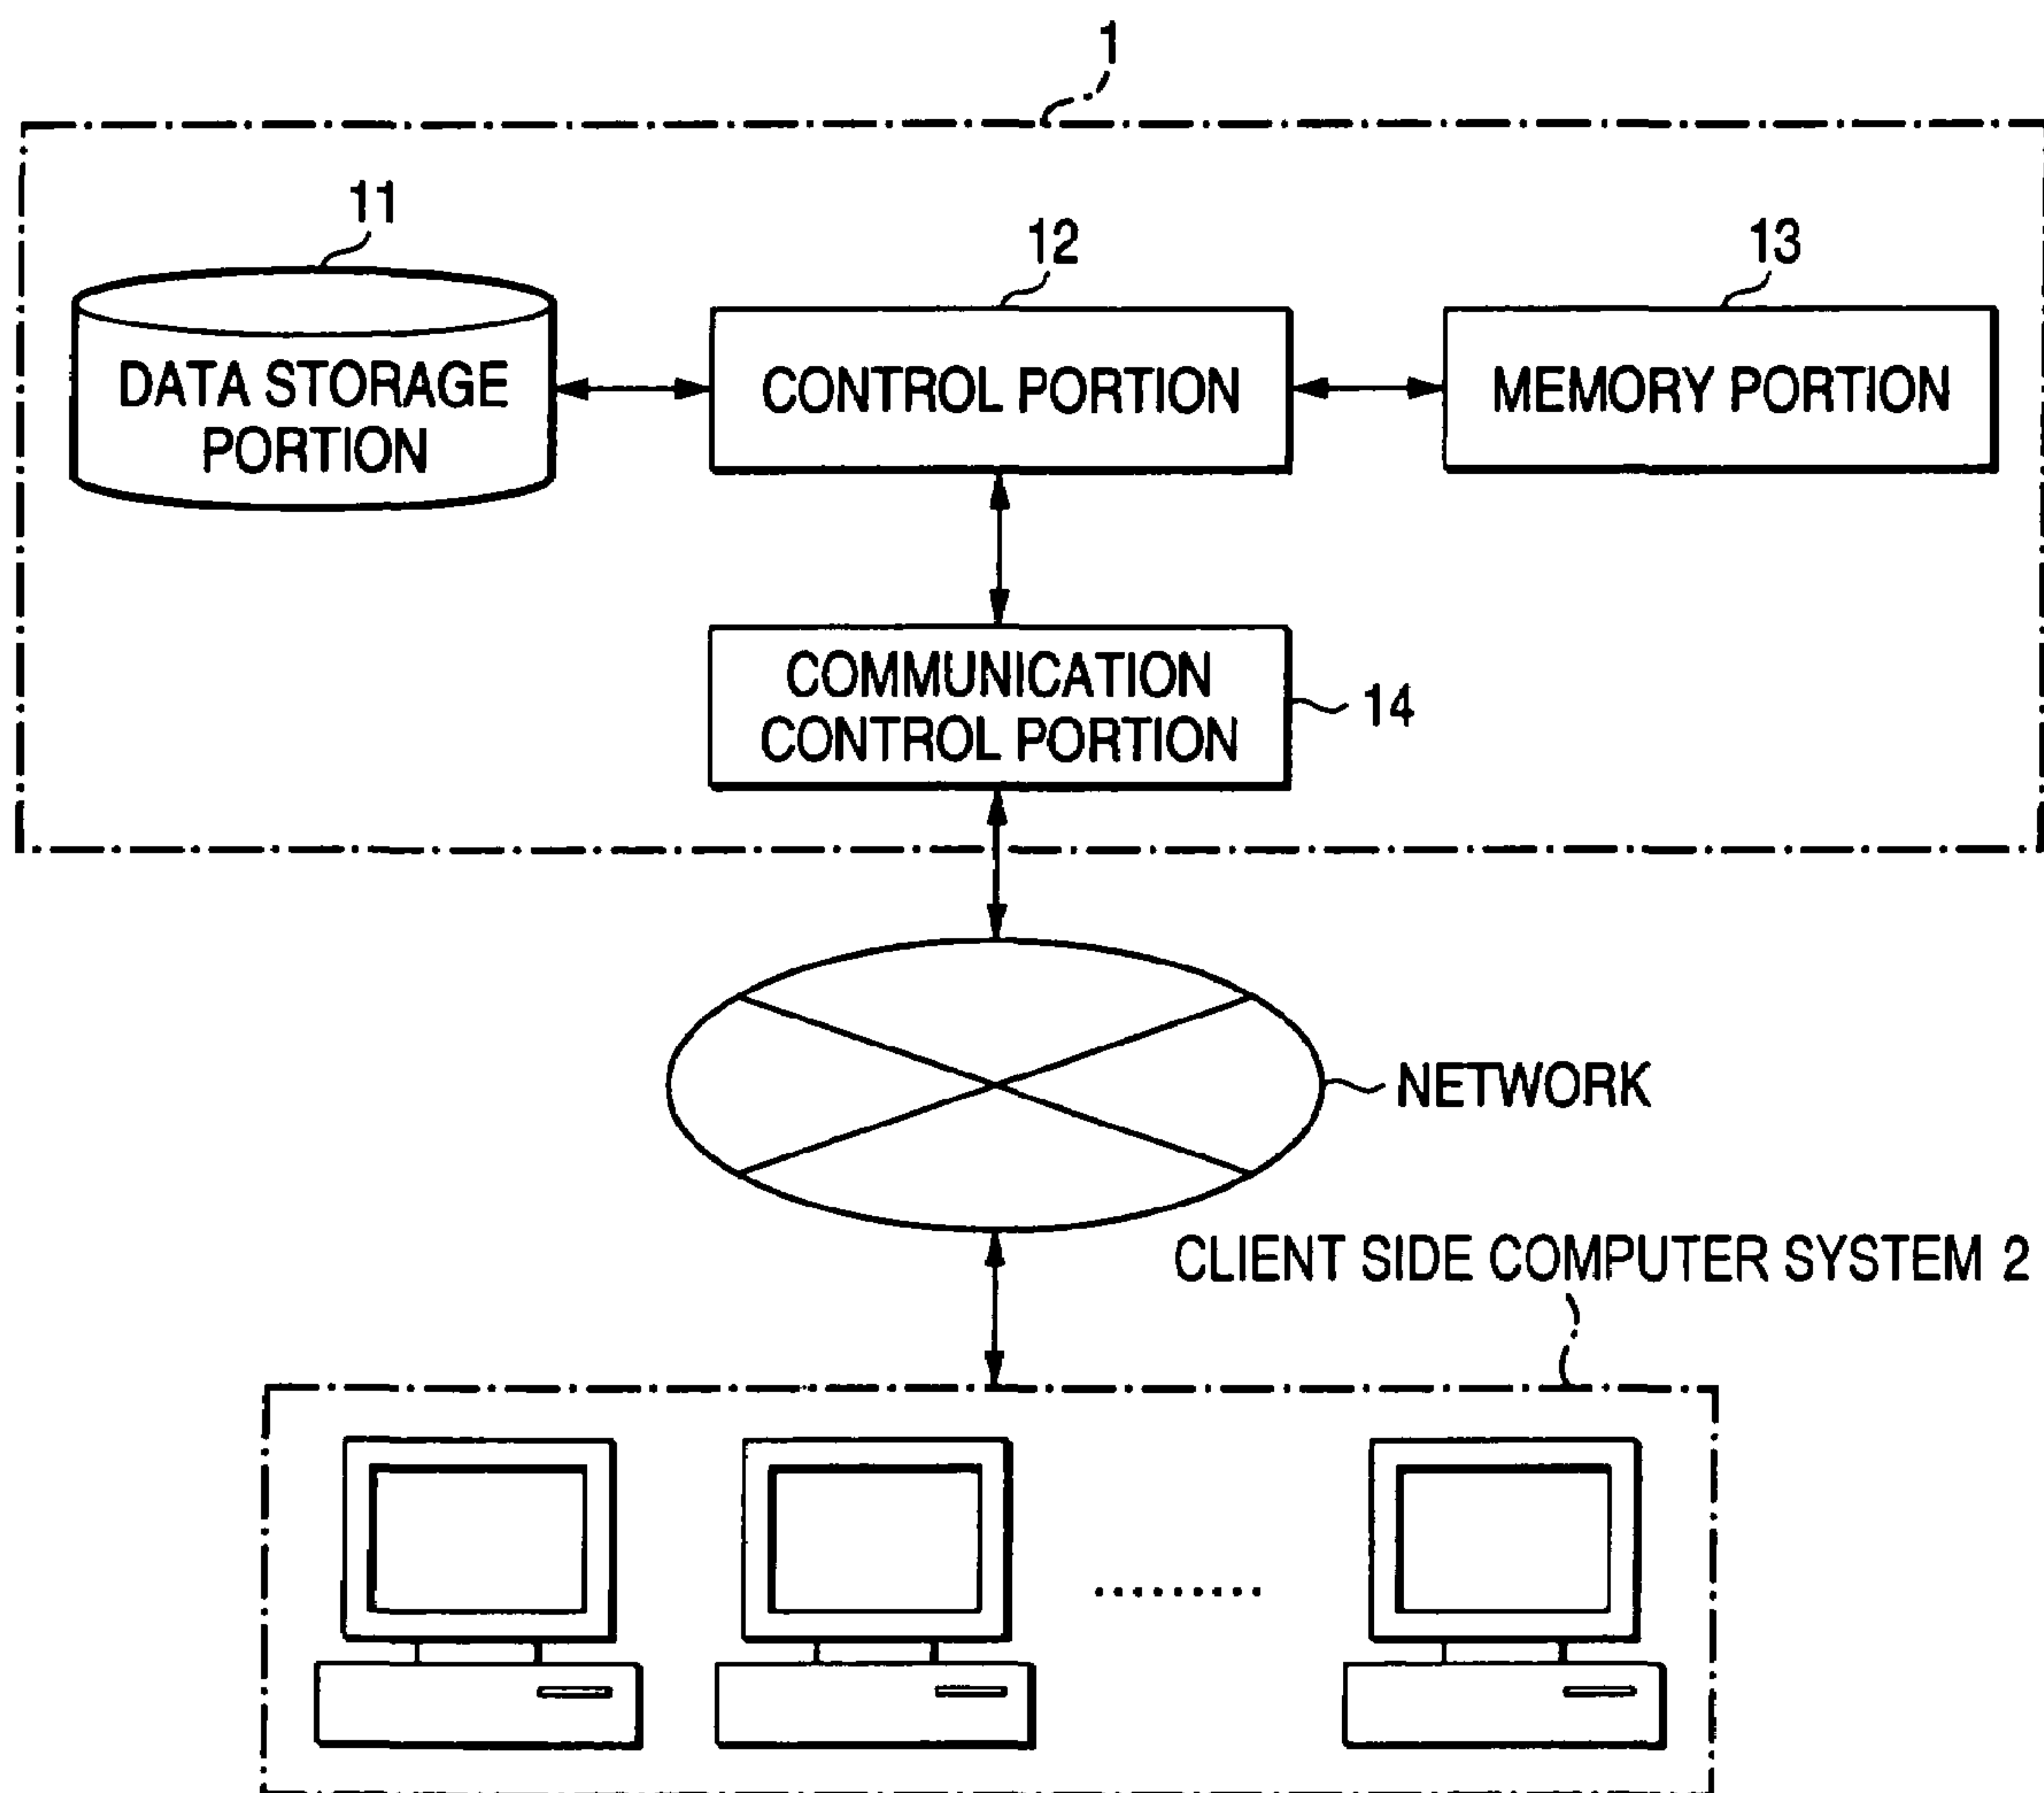 1
11
12
13
DATA STORAGE
PORTION
CONTROL PORTION
MEMORY PORTION
COMMUNICATION
CONTROL PORTION
14
NETWORK
CLIENT SIDE COMPUTER SYSTEM 2